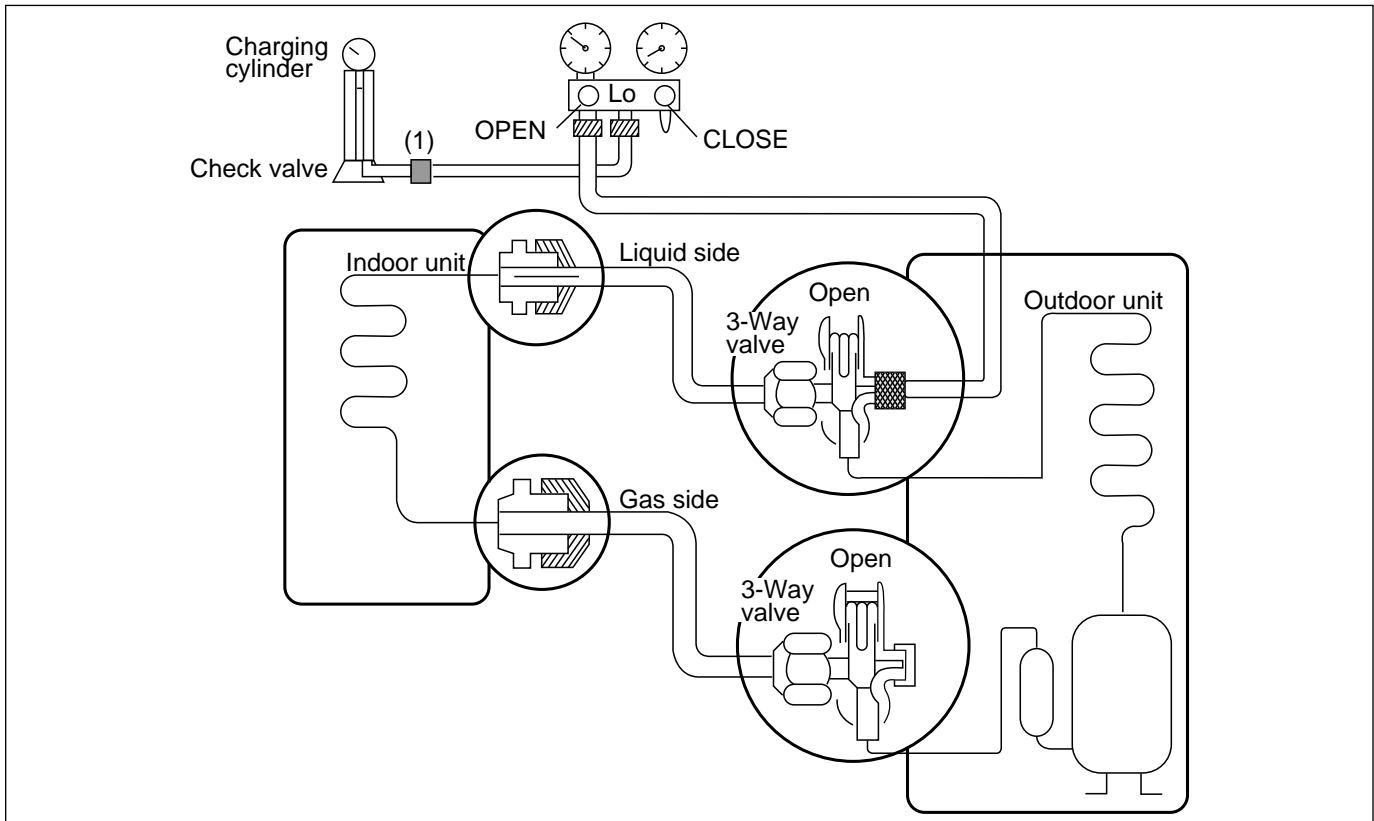 Charging
cylinder
Lo
OPEN
(1)
CLOSE
Check valve
Indoor unit
Liquid side
Open
3-Way
valve
Outdoor unit
Gas side
Open
3-Way
valve